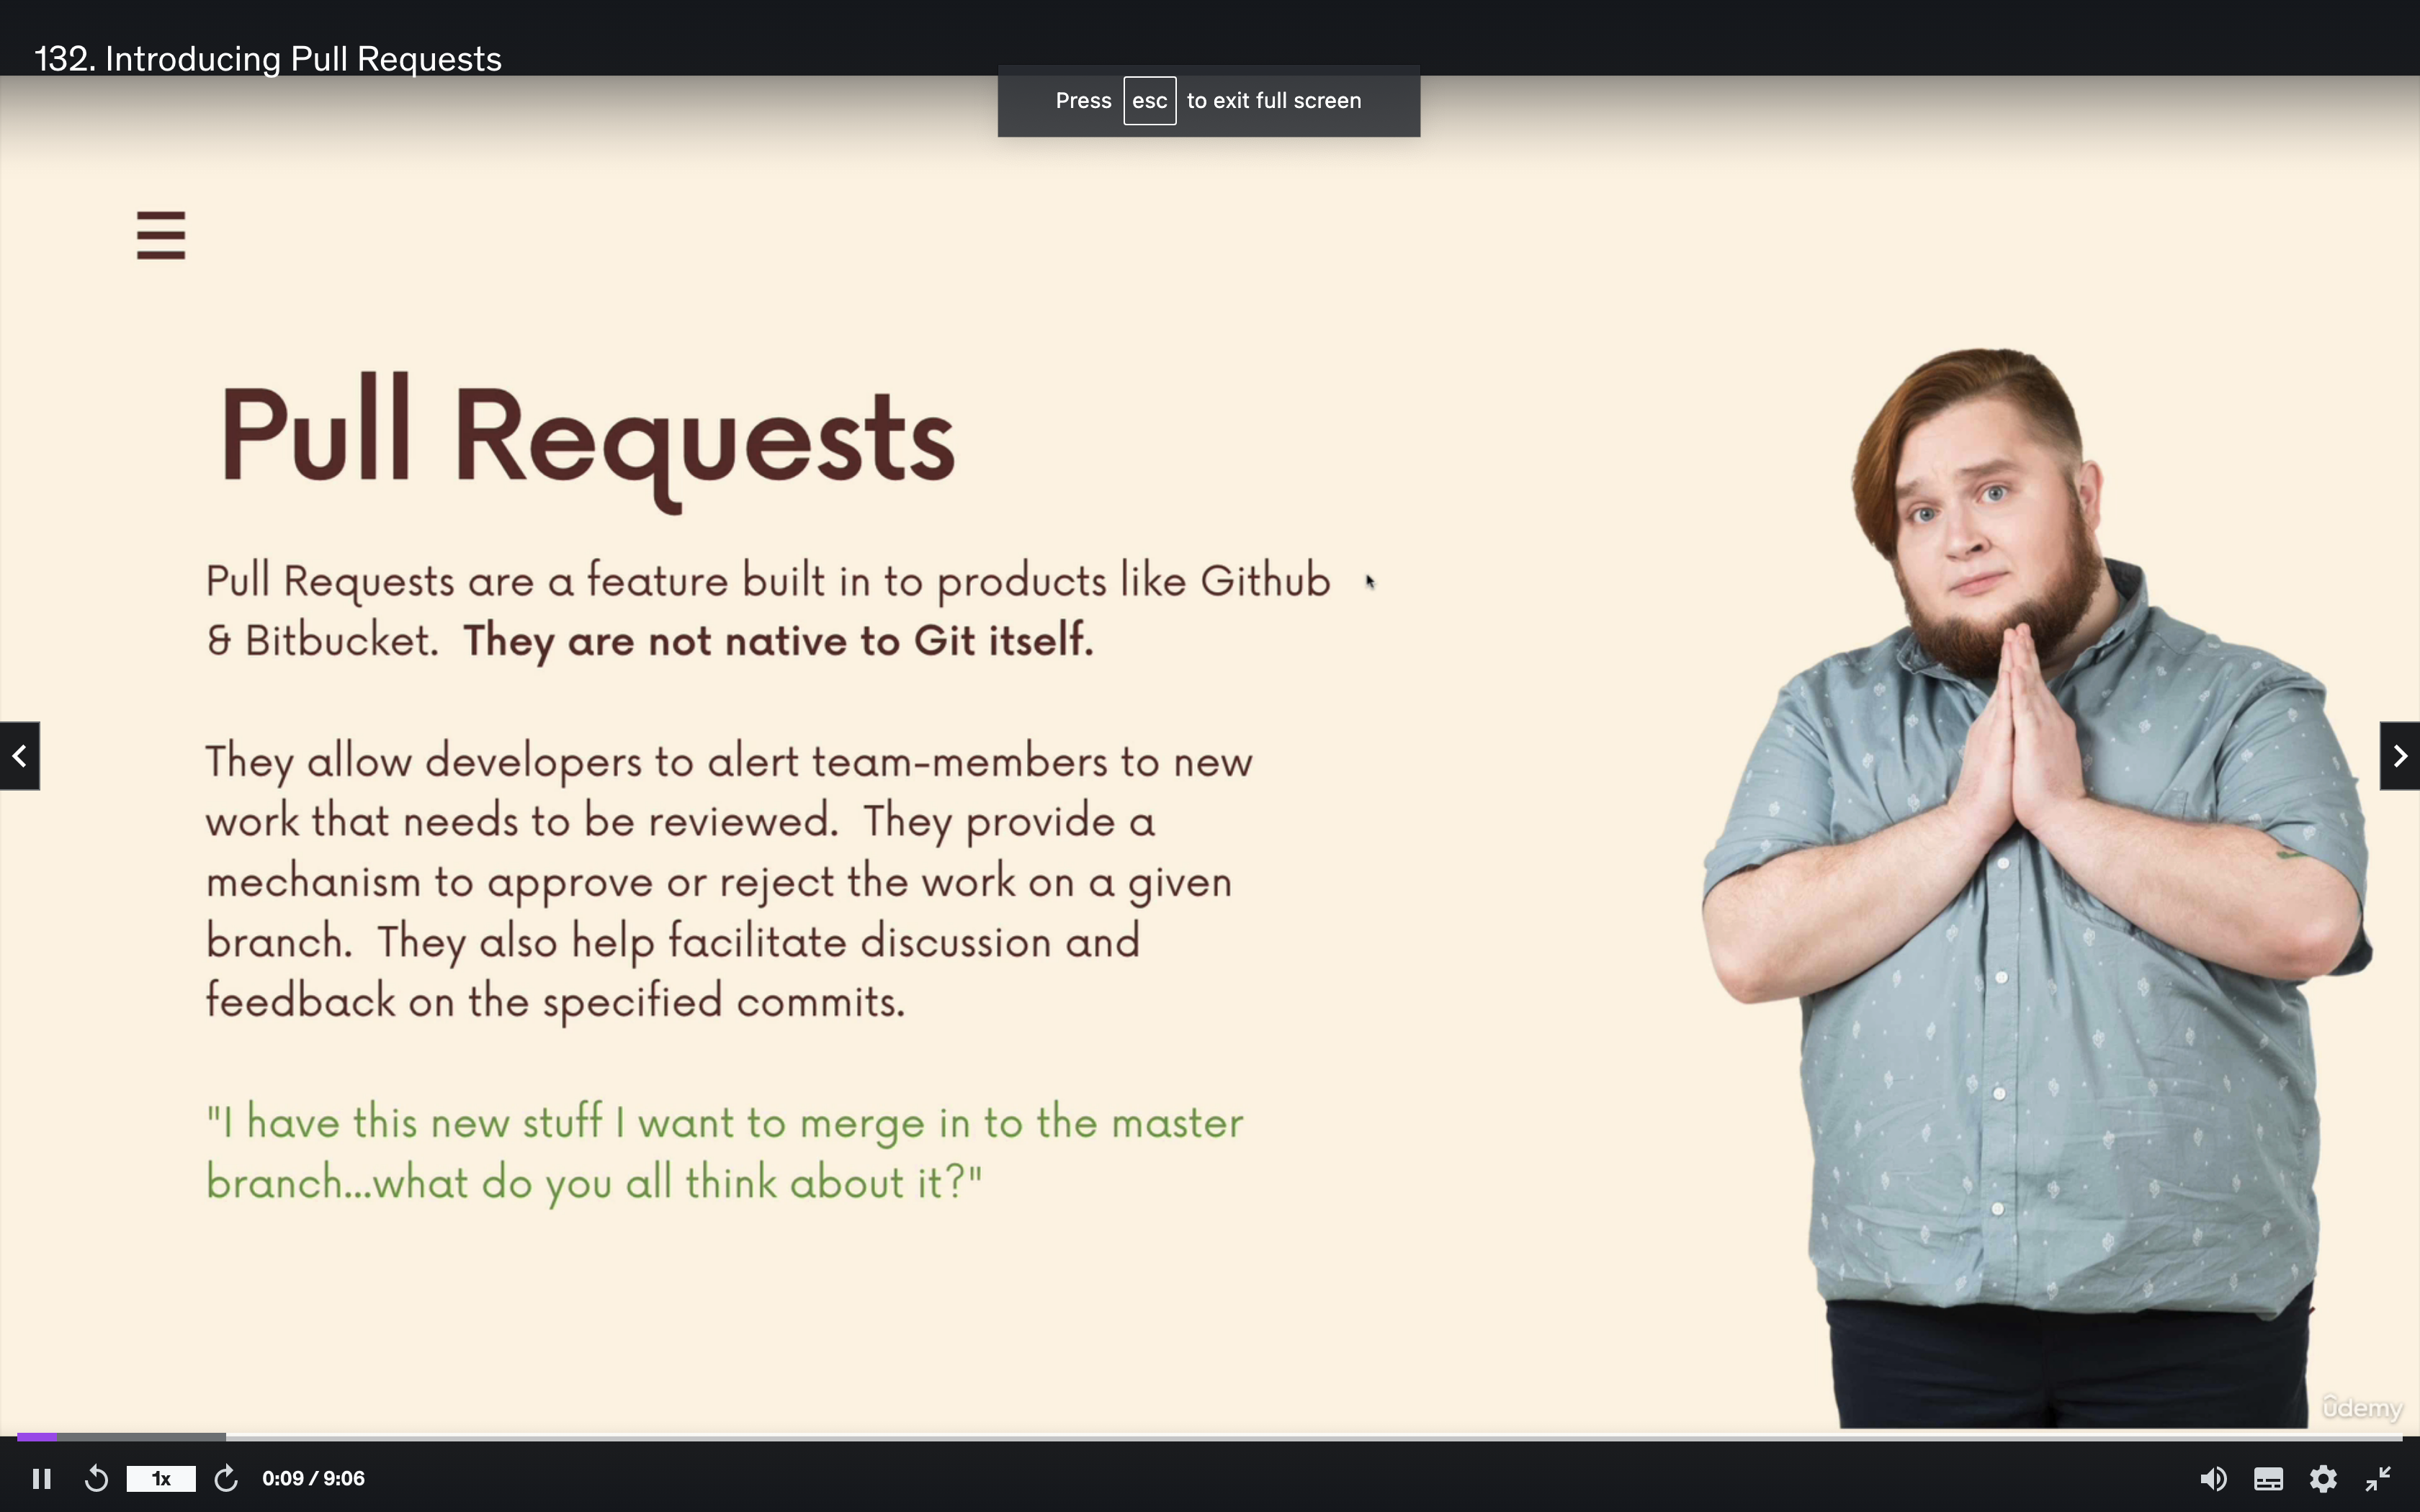 132. Introducing Pull Requests
Press esc to exit full screen
Pull Requests
Pull Requests are a feature built in to products like Github
& Bitbucket.  They are not native to Git itself.
They allow developers to alert team-members to new
work that needs to be reviewed.  They provide a
mechanism to approve or reject the work on a given
branch.  They also help facilitate discussion and
feedback on the specified commits.
"I have this new stuff I want to merge in to the master
branch...what do you all think about it?"
ûdemy
1x
0:09 / 9:06